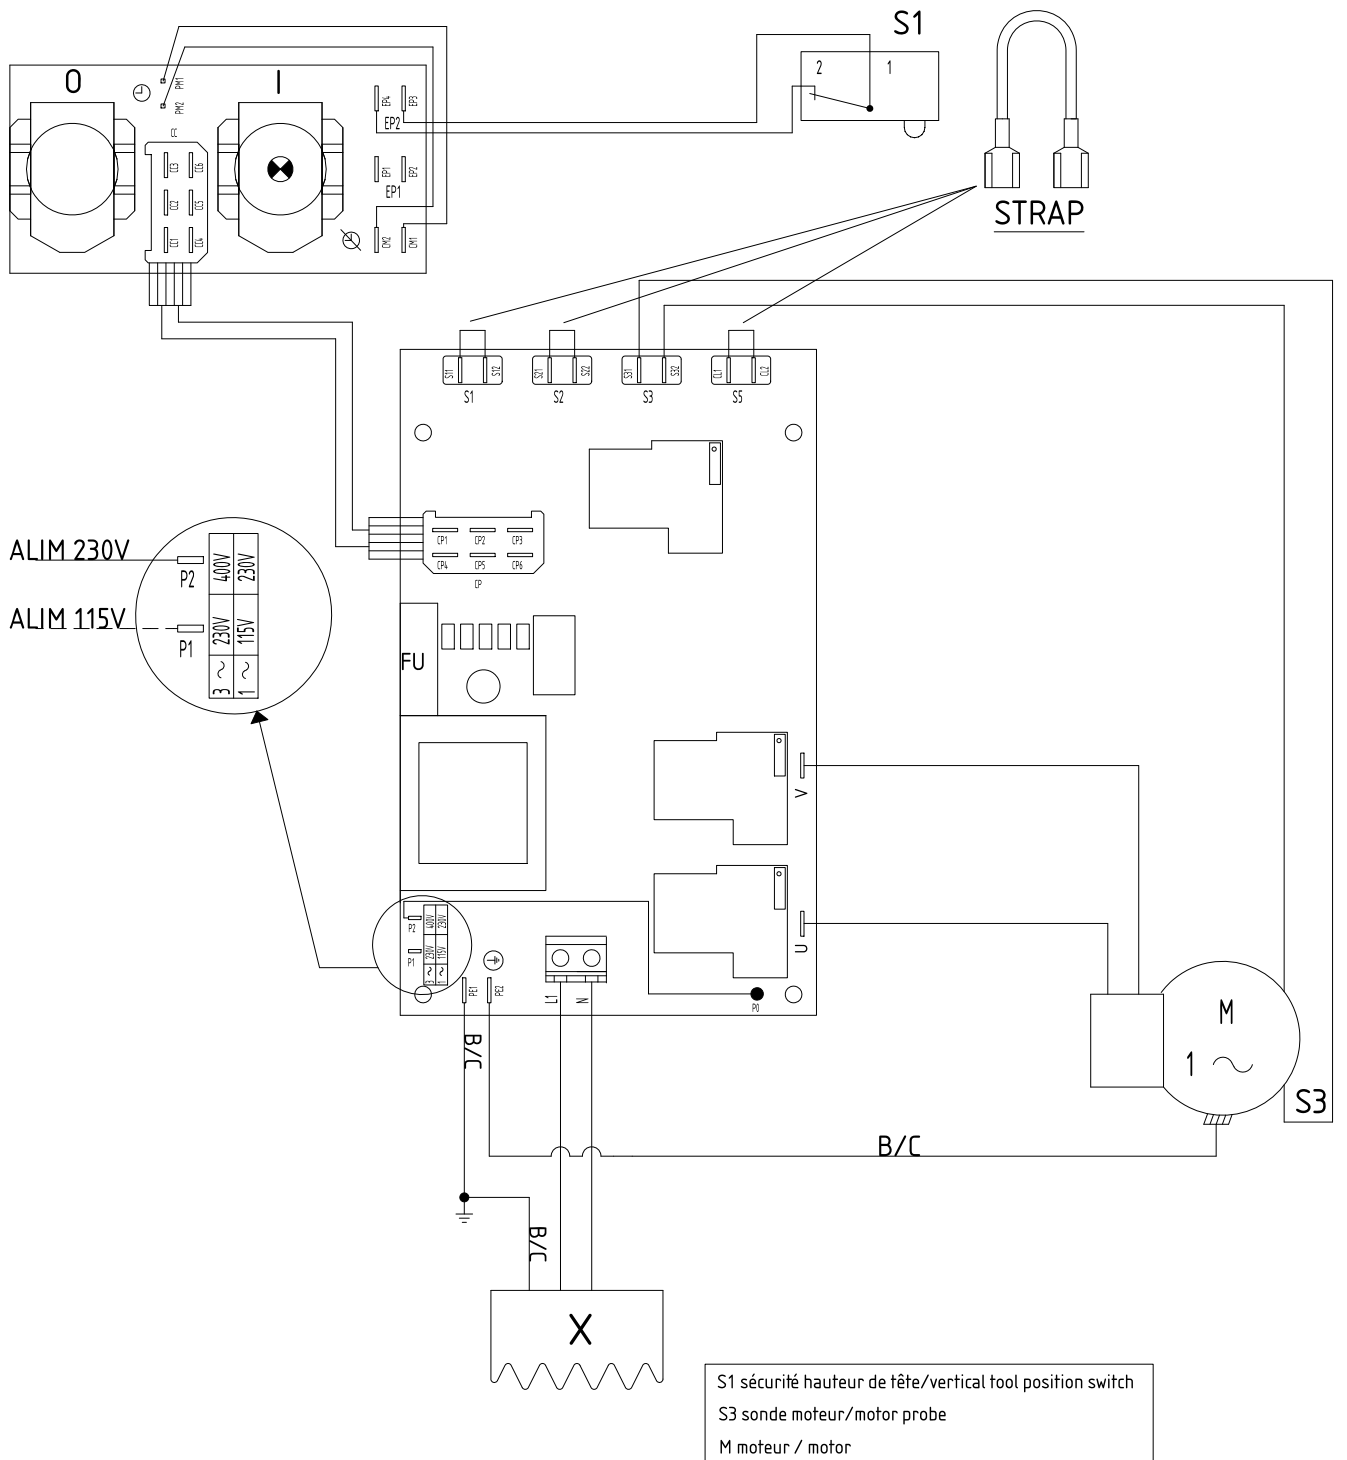 S1
2 1
STRAP
O I
PM1
PM2
EP4 EP3
EP2
EP1 EP2
EP1
CC
CC3 CC6
CC2 CC5
CC1 CC4
CM2 CM1
S11 S12
S1
S21 S22
S2
S31 S32
S3
CL1 CL2
S5
CP1 CP2 CP3
CP4 CP5 CP6
CP
ALIM 230V
P2
400V 230V
ALIM 115V
P1
230V 115V
3 ~ 1 ~
FU
V
U
P2
400V 230V
P1
230V 115V
3 ~ 1 ~
PE1 PE2
L1 N
P0
B/C
M
1 ~
S3
B/C
B/C
X
S1 sécurité hauteur de tête/vertical tool position switch
S3 sonde moteur/motor probe
M moteur / motor